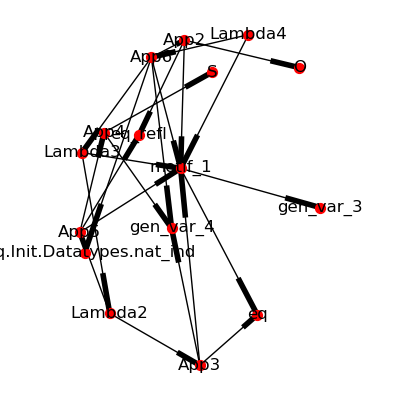 Lambda4
App2
App6
O
S
App4
eq_refl
Lambda3
motif_1
gen_var_3
gen_var_4
App5
q.Init.Datatypes.nat_ind
Lambda2
eq
App3